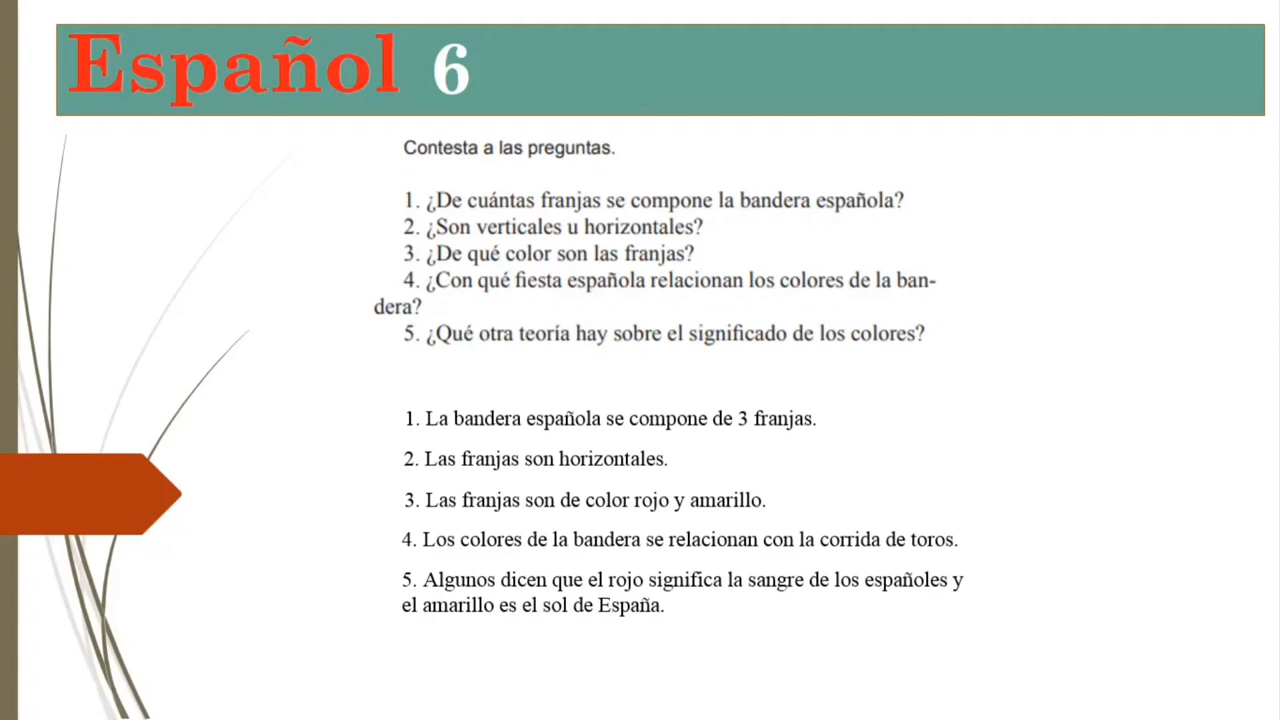 Español 6
Contesta a las preguntas.
1. ¿De cuántas franjas se compone la bandera española?
2. ¿Son verticales u horizontales?
3. ¿De qué color son las franjas?
4. ¿Con qué fiesta española relacionan los colores de la ban-
dera?
5. ¿Qué otra teoría hay sobre el significado de los colores?
1. La bandera española se compone de 3 franjas.
2. Las franjas son horizontales.
3. Las franjas son de color rojo y amarillo.
4. Los colores de la bandera se relacionan con la corrida de toros.
5. Algunos dicen que el rojo significa la sangre de los españoles y
el amarillo es el sol de España.